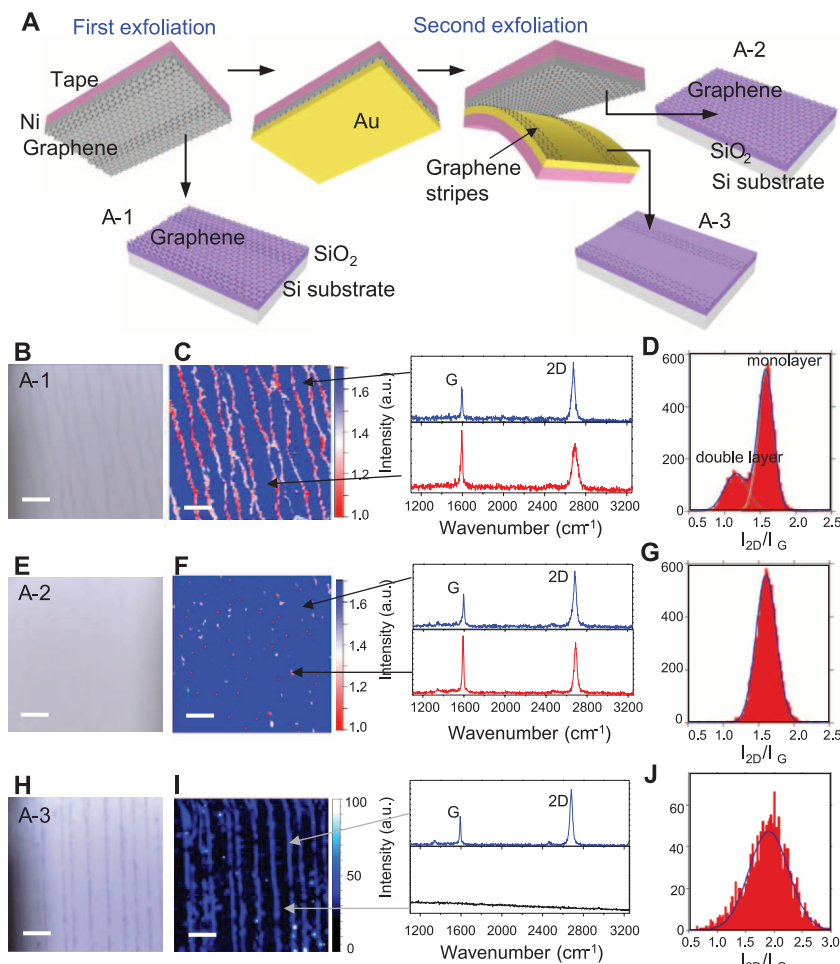 A
First exfoliation
Second exfoliation
Tape
Ni
Graphene
Au
Graphene
stripes
A-2
Graphene
SiO₂
Si substrate
A-1
Graphene
SiO₂
Si substrate
A-3
B
A-1
C
1.6
1.4
1.2
1.0
Intensity (a.u.)
G
2D
1200
1600
2000
2400
2800
3200
Wavenumber (cm⁻¹)
D
600
400
200
0
monolayer
double layer
0.5
1.0
1.5
2.0
2.5
I2D/I G
E
A-2
F
1.6
1.4
1.2
1.0
Intensity (a.u.)
G
2D
1200
1600
2000
2400
2800
3200
Wavenumber (cm⁻¹)
G
600
400
200
0
0.5
1.0
1.5
2.0
2.5
I2D/I G
H
A-3
I
100
50
0
Intensity (a.u.)
G
2D
1200
1600
2000
2400
2800
3200
Wavenumber (cm⁻¹)
J
60
40
20
0
0.5
1.0
1.5
2.0
2.5
3.0
I2D/I G